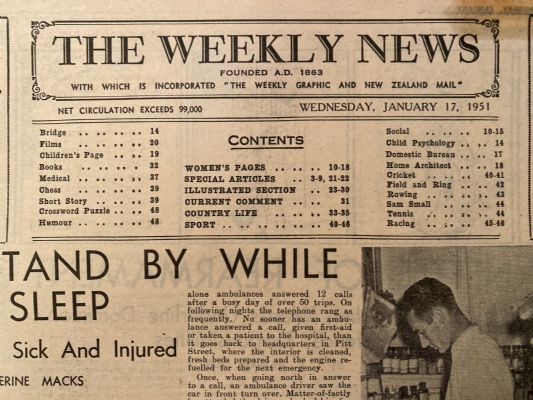 THE WEEKLY NEWS
FOUNDED A.D. 1863
WITH WHICH IS INCORPORATED "THE WEEKLY GRAPHIC AND NEW ZEALAND MAIL"
NET CIRCULATION EXCEEDS 99,000
WEDNESDAY, JANUARY 17, 1951
Bridge .. .. .. .. 14
Films .. .. .. .. 20
Children's Page .. .. 19
Books .. .. .. .. 32
Medical .. .. .. .. 37
Chess .. .. .. .. 39
Short Story .. .. .. 39
Crossword Puzzle .. .. 48
Humour .. .. .. .. 48
CONTENTS
WOMEN'S PAGES .. .. .. 10-18
SPECIAL ARTICLES .. 3-9, 21-22
ILLUSTRATED SECTION .. 23-30
CURRENT COMMENT .. .. 31
COUNTRY LIFE .. .. 33-35
SPORT .. .. .. .. 40-46
Social .. .. .. 10-15
Child Psychology .. .. 14
Domestic Bureau .. .. 17
Home Architect .. .. 18
Cricket .. .. .. 40-41
Field and Ring .. .. 42
Rowing .. .. .. .. 43
Sam Small .. .. .. 44
Tennis .. .. .. .. 44
Racing .. .. .. 45-46
TAND BY WHILE
SLEEP
Sick And Injured
ERINE MACKS
alone ambulances answered 12 calls
after a busy day of over 50 trips. On
following nights the telephone rang as
frequently. No sooner has an ambu-
lance answered a call, given first-aid
or taken a patient to the hospital, than
it goes back to headquarters in Pitt
Street, where the interior is cleaned,
fresh beds prepared and the engine re-
fuelled for the next emergency.
Once, when going north in answer
to a call, an ambulance driver saw the
car in front turn over. Matter-of-factly